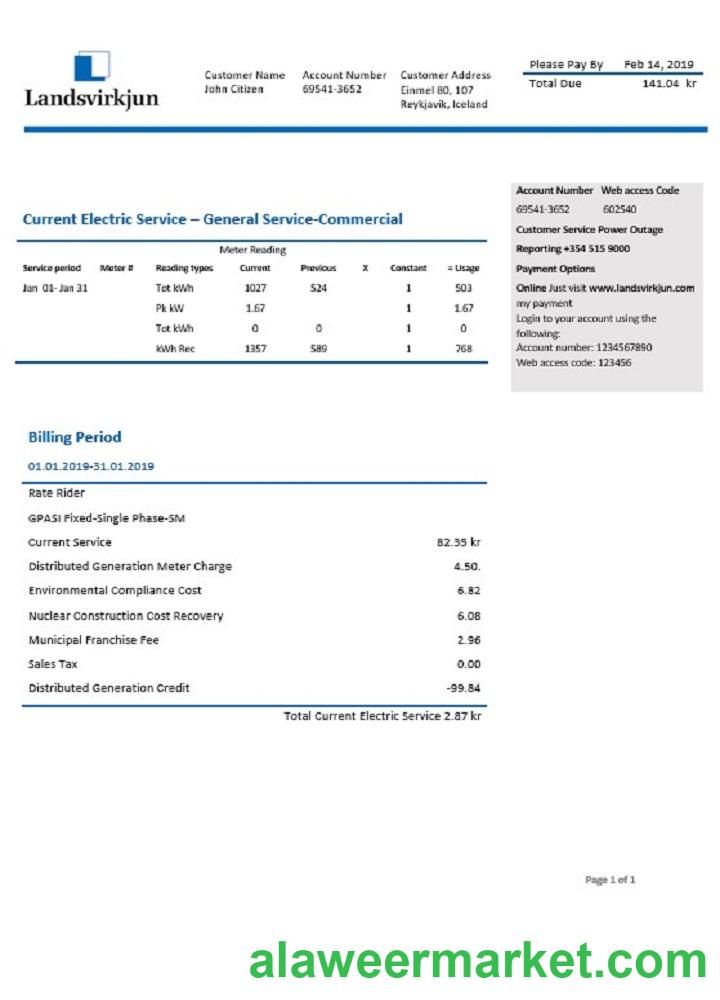 Landsvirkjun
Customer Name Account Number Customer Address
John Citizen 69541-3652 Einmel 80, 107
Reykjavik, Iceland
Please Pay By Feb 14, 2019
Total Due 141.04 kr
Account Number Web access Code
69541-3652 602540
Customer Service Power Outage
Reporting +354 515 9000
Payment Options
Online Just visit www.landsvirkjun.com
my payment
Login to your account using the
following:
Account number: 1234567890
Web access code: 123456
Current Electric Service – General Service-Commercial
Meter Reading
Service period Meter # Reading types Current Previous X Constant = Usage
Jan 01- Jan 31 Tot kWh 1027 524 1 503
Pk kW 1.67 1 1.67
Tot kWh 0 0 1 0
kWh Rec 1357 589 1 768
Billing Period
01.01.2019-31.01.2019
Rate Rider
GPASI Fixed-Single Phase-SM
Current Service 82.35 kr
Distributed Generation Meter Charge 4.50.
Environmental Compliance Cost 6.82
Nuclear Construction Cost Recovery 6.08
Municipal Franchise Fee 2.96
Sales Tax 0.00
Distributed Generation Credit -99.84
Total Current Electric Service 2.87 kr
Page 1 of 1
alaweermarket.com